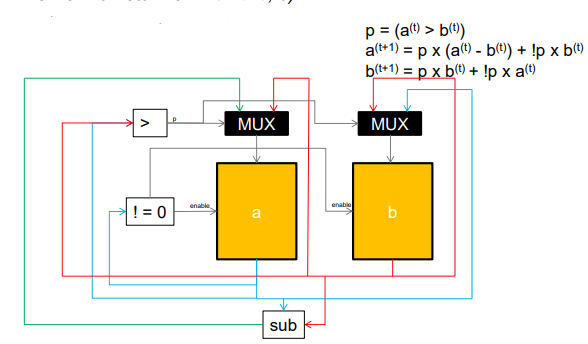 p = (a(t) > b(t))
a(t+1) = p x (a(t) - b(t)) + !p x b(t)
b(t+1) = p x b(t) + !p x a(t)
>
p
MUX
MUX
! = 0
enable
a
enable
b
sub